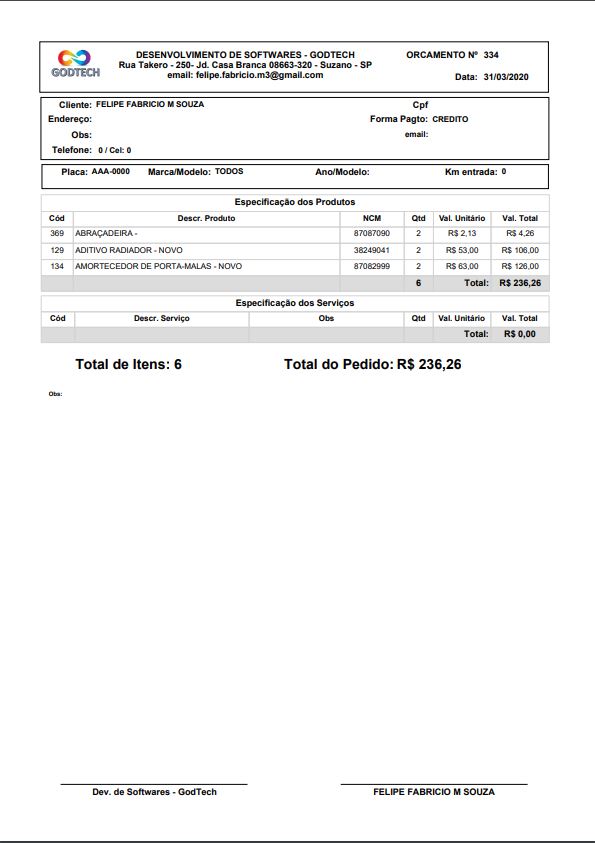 GODTECH
DESENVOLVIMENTO DE SOFTWARES - GODTECH
Rua Takero - 250- Jd. Casa Branca 08663-320 - Suzano - SP
email: felipe.fabricio.m3@gmail.com
ORCAMENTO Nº 334
Data: 31/03/2020
Cliente: FELIPE FABRICIO M SOUZA Cpf
Endereço: Forma Pagto: CREDITO
Obs: email:
Telefone: 0 / Cel: 0
Placa: AAA-0000 Marca/Modelo: TODOS Ano/Modelo: Km entrada: 0
Especificação dos Produtos
Cód Descr. Produto NCM Qtd Val. Unitário Val. Total
369 ABRAÇADEIRA - 87087090 2 R$ 2,13 R$ 4,26
129 ADITIVO RADIADOR - NOVO 38249041 2 R$ 53,00 R$ 106,00
134 AMORTECEDOR DE PORTA-MALAS - NOVO 87082999 2 R$ 63,00 R$ 126,00
6 Total: R$ 236,26
Especificação dos Serviços
Cód Descr. Serviço Obs Qtd Val. Unitário Val. Total
Total: R$ 0,00
Total de Itens: 6 Total do Pedido: R$ 236,26
Obs:
Dev. de Softwares - GodTech FELIPE FABRICIO M SOUZA